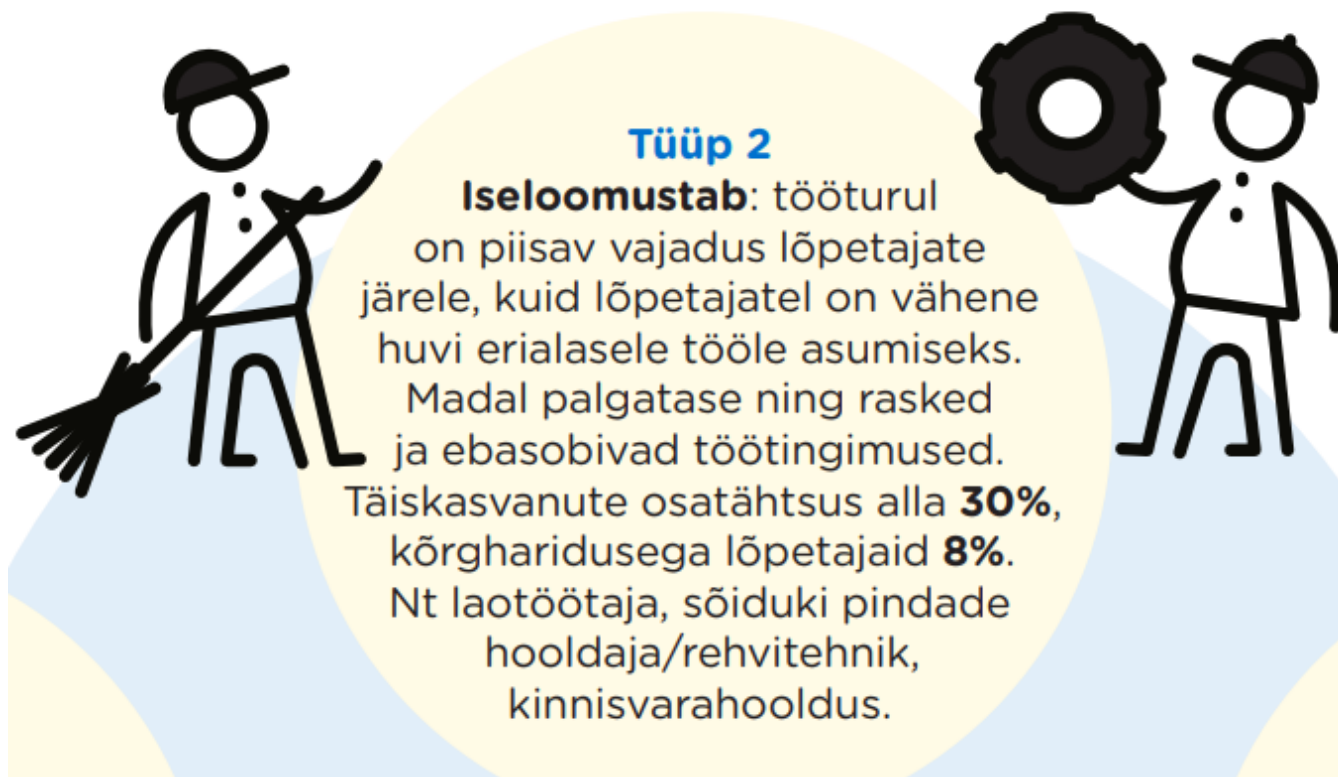 Tüüp 2
Iseloomustab: tööturul
on piisav vajadus lõpetajate
järele, kuid lõpetajatel on vähene
huvi erialasele tööle asumiseks.
Madal palgatase ning rasked
ja ebasobivad töötingimused.
Täiskasvanute osatähtsus alla 30%,
kõrgharidusega lõpetajaid 8%.
Nt laotöötaja, sõiduki pindade
hooldaja/rehvitehnik,
kinnisvarahooldus.